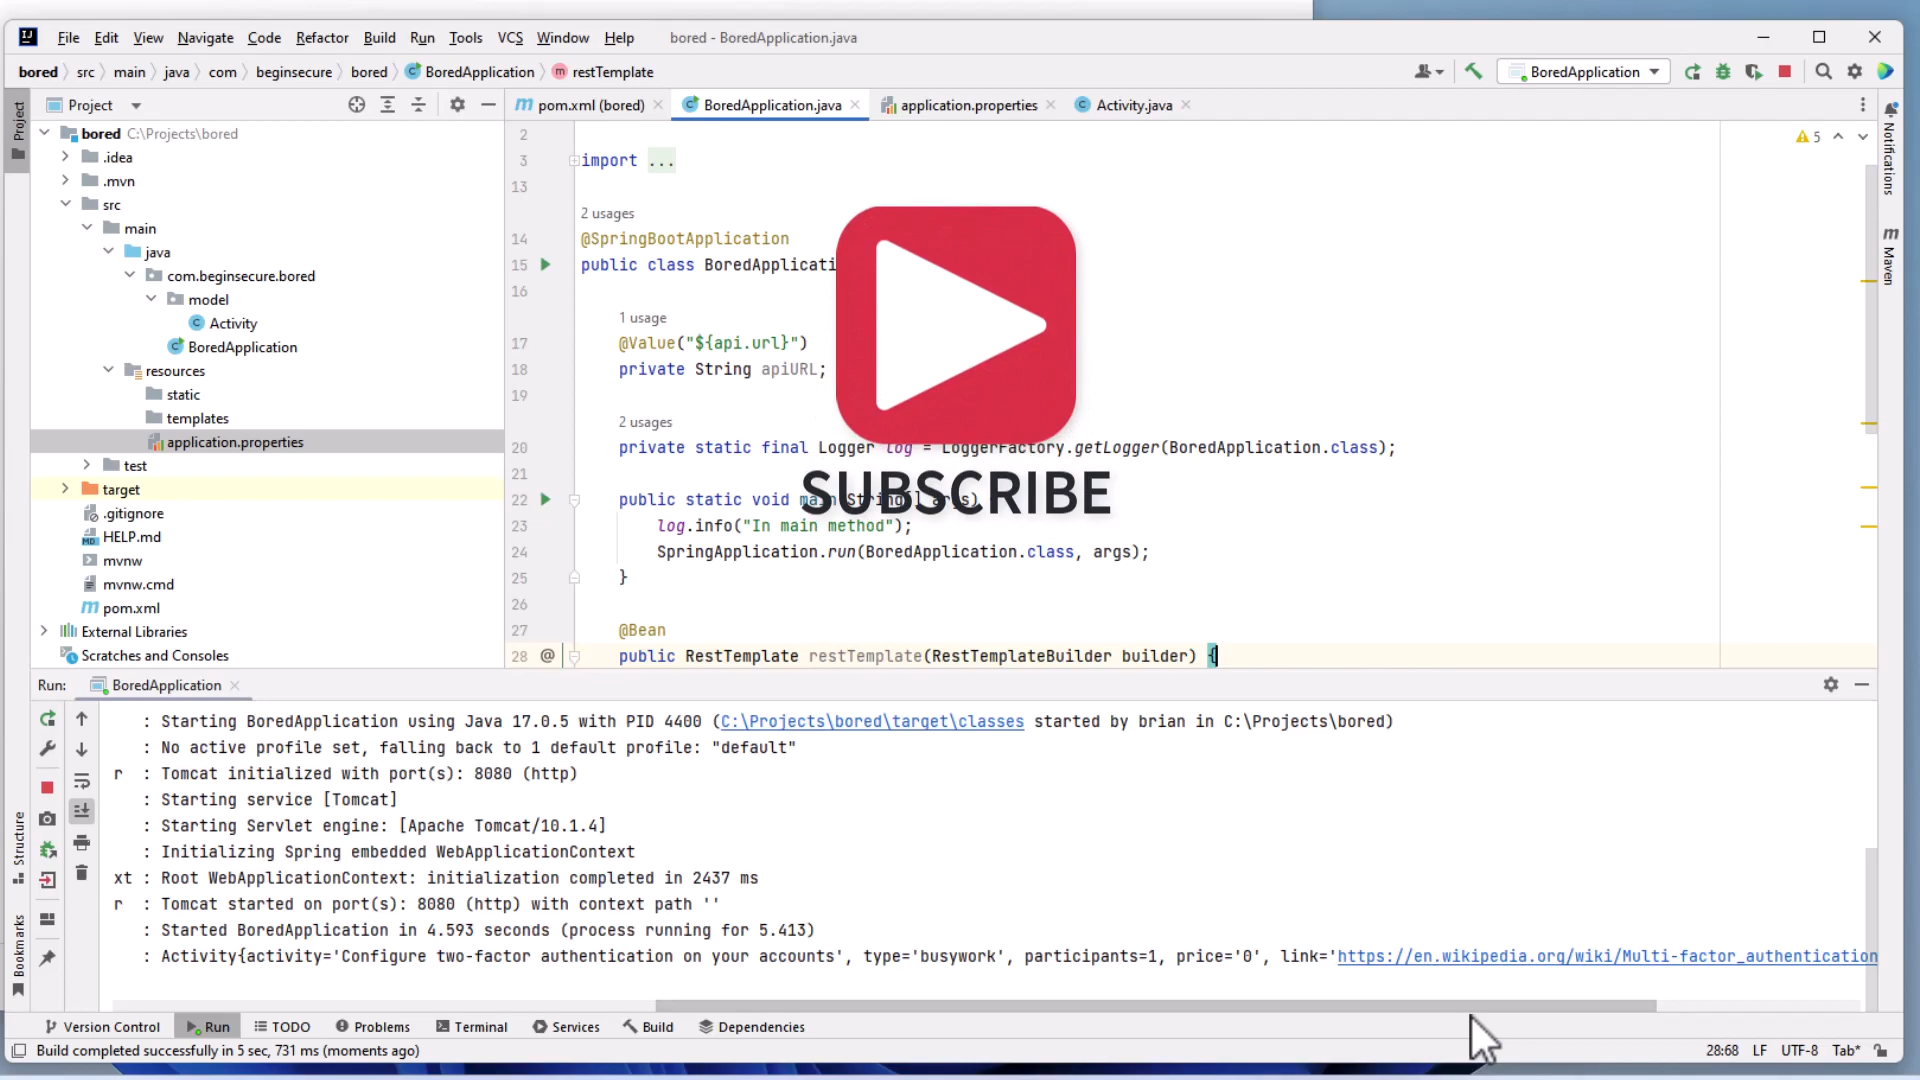 File Edit View Navigate Code Refactor Build Run Tools VCS Window Help bored - BoredApplication.java
bored src main java com beginsecure bored BoredApplication restTemplate BoredApplication
Project
pom.xml (bored) BoredApplication.java application.properties Activity.java
Project
bored C:\Projects\bored
.idea
.mvn
src
main
java
com.beginsecure.bored
model
Activity
BoredApplication
resources
static
templates
application.properties
test
target
.gitignore
HELP.md
mvnw
mvnw.cmd
pom.xml
External Libraries
Scratches and Consoles
5
2
3 import ...
13
2 usages
14 @SpringBootApplication
15 public class BoredApplicati
16
1 usage
17 @Value("${api.url}")
18 private String apiURL;
19
2 usages
20 private static final Logger log = LoggerFactory.getLogger(BoredApplication.class);
21
22 public static void main(String[] args)
23 log.info("In main method");
24 SpringApplication.run(BoredApplication.class, args);
25 }
26
27 @Bean
28 @ public RestTemplate restTemplate(RestTemplateBuilder builder) {
SUBSCRIBE
Notifications
Maven
Run: BoredApplication
: Starting BoredApplication using Java 17.0.5 with PID 4400 (C:\Projects\bored\target\classes started by brian in C:\Projects\bored)
: No active profile set, falling back to 1 default profile: "default"
r : Tomcat initialized with port(s): 8080 (http)
: Starting service [Tomcat]
: Starting Servlet engine: [Apache Tomcat/10.1.4]
: Initializing Spring embedded WebApplicationContext
xt : Root WebApplicationContext: initialization completed in 2437 ms
r : Tomcat started on port(s): 8080 (http) with context path ''
: Started BoredApplication in 4.593 seconds (process running for 5.413)
: Activity{activity='Configure two-factor authentication on your accounts', type='busywork', participants=1, price='0', link='https://en.wikipedia.org/wiki/Multi-factor_authentication
Structure
Bookmarks
Version Control Run TODO Problems Terminal Services Build Dependencies
Build completed successfully in 5 sec, 731 ms (moments ago) 28:68 LF UTF-8 Tab*